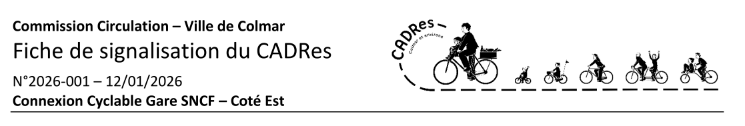 Commission Circulation – Ville de Colmar
Fiche de signalisation du CADRes
N°2026-001 – 12/01/2026
Connexion Cyclable Gare SNCF – Coté Est
CADRes